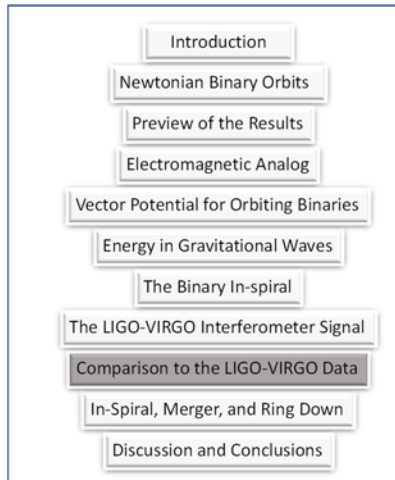 Introduction
Newtonian Binary Orbits
Preview of the Results
Electromagnetic Analog
Vector Potential for Orbiting Binaries
Energy in Gravitational Waves
The Binary In-spiral
The LIGO-VIRGO Interferometer Signal
Comparison to the LIGO-VIRGO Data
In-Spiral, Merger, and Ring Down
Discussion and Conclusions